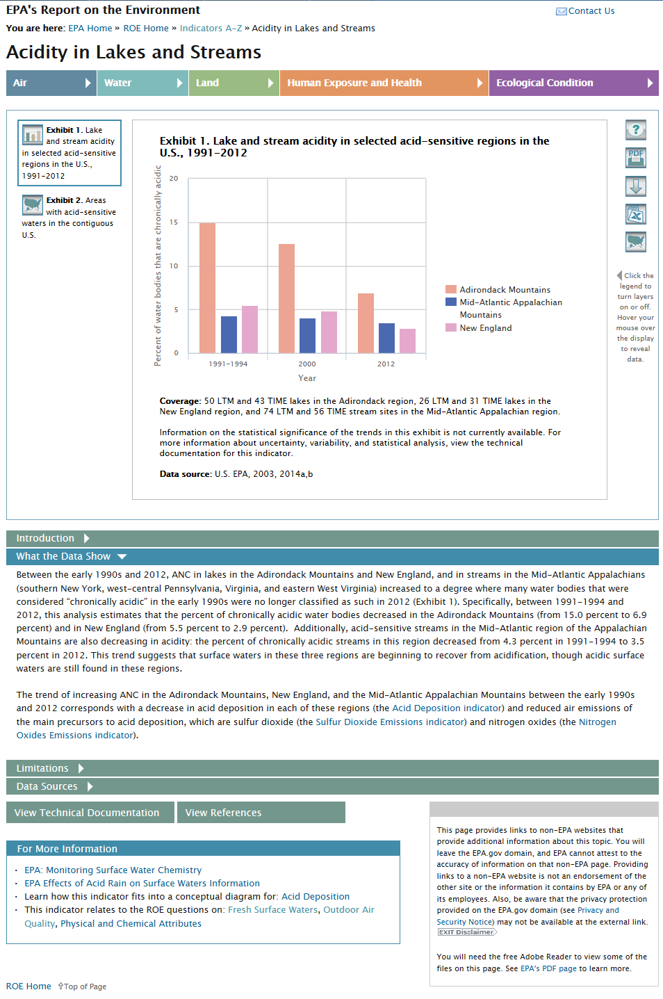 EPA's Report on the Environment
Contact Us
You are here: EPA Home » ROE Home » Indicators A–Z » Acidity in Lakes and Streams
Acidity in Lakes and Streams
Air
Water
Land
Human Exposure and Health
Ecological Condition
Exhibit 1. Lake
and stream acidity
in selected acid–sensitive
regions in the U.S.,
1991–2012
Exhibit 2. Areas
with acid–sensitive
waters in the contiguous
U.S.
Exhibit 1. Lake and stream acidity in selected acid–sensitive regions in the
U.S., 1991–2012
Percent of water bodies that are chronically acidic
20
15
10
5
0
1991–1994
2000
2012
Year
Adirondack Mountains
Mid–Atlantic Appalachian
Mountains
New England
?
PDF
Click the
legend to
turn layers
on or off.
Hover your
mouse over
the display
to reveal
data.
Coverage: 50 LTM and 43 TIME lakes in the Adirondack region, 26 LTM and 31 TIME lakes in the
New England region, and 74 LTM and 56 TIME stream sites in the Mid–Atlantic Appalachian region.
Information on the statistical significance of the trends in this exhibit is not currently available. For
more information about uncertainty, variability, and statistical analysis, view the technical
documentation for this indicator.
Data source: U.S. EPA, 2003, 2014a,b
Introduction
What the Data Show
Between the early 1990s and 2012, ANC in lakes in the Adirondack Mountains and New England, and in streams in the Mid–Atlantic Appalachians
(southern New York, west–central Pennsylvania, Virginia, and eastern West Virginia) increased to a degree where many water bodies that were
considered “chronically acidic” in the early 1990s were no longer classified as such in 2012 (Exhibit 1). Specifically, between 1991–1994 and
2012, this analysis estimates that the percent of chronically acidic water bodies decreased in the Adirondack Mountains (from 15.0 percent to 6.9
percent) and in New England (from 5.5 percent to 2.9 percent). Additionally, acid–sensitive streams in the Mid–Atlantic region of the Appalachian
Mountains are also decreasing in acidity: the percent of chronically acidic streams in this region decreased from 4.3 percent in 1991–1994 to 3.5
percent in 2012. This trend suggests that surface waters in these three regions are beginning to recover from acidification, though acidic surface
waters are still found in these regions.
The trend of increasing ANC in the Adirondack Mountains, New England, and the Mid–Atlantic Appalachian Mountains between the early 1990s
and 2012 corresponds with a decrease in acid deposition in each of these regions (the Acid Deposition indicator) and reduced air emissions of
the main precursors to acid deposition, which are sulfur dioxide (the Sulfur Dioxide Emissions indicator) and nitrogen oxides (the Nitrogen
Oxides Emissions indicator).
Limitations
Data Sources
View Technical Documentation
View References
For More Information
· EPA: Monitoring Surface Water Chemistry
· EPA Effects of Acid Rain on Surface Waters Information
· Learn how this indicator fits into a conceptual diagram for: Acid Deposition
· This indicator relates to the ROE questions on: Fresh Surface Waters, Outdoor Air
Quality, Physical and Chemical Attributes
This page provides links to non–EPA websites that
provide additional information about this topic. You will
leave the EPA.gov domain, and EPA cannot attest to the
accuracy of information on that non–EPA page. Providing
links to a non–EPA website is not an endorsement of the
other site or the information it contains by EPA or any of
its employees. Also, be aware that the privacy protection
provided on the EPA.gov domain (see Privacy and
Security Notice) may not be available at the external link.
EXIT Disclaimer
You will need the free Adobe Reader to view some of the
files on this page. See EPA's PDF page to learn more.
ROE Home ⇧Top of Page